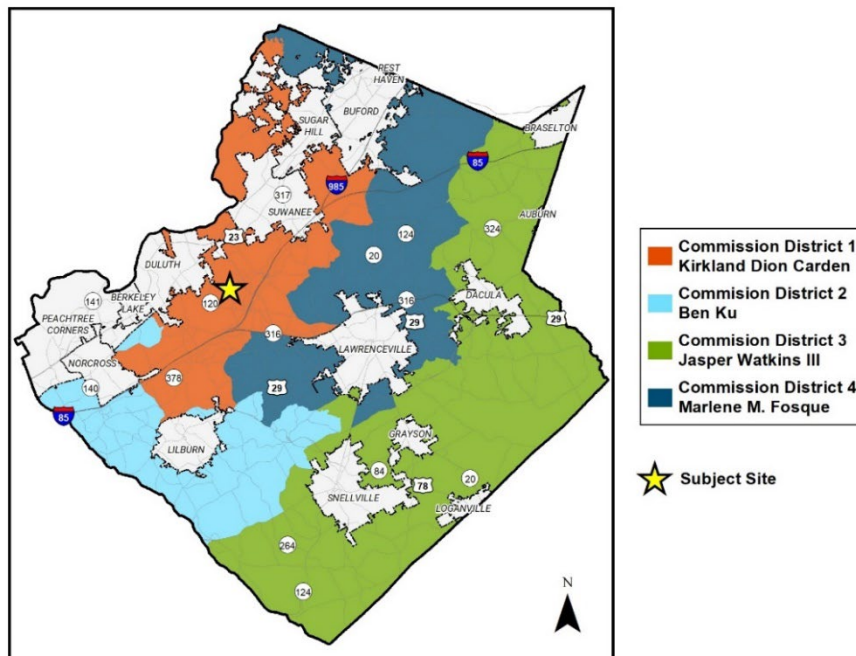 REST
HAVEN
BUFORD
SUGAR
HILL
BRASELTON
85
985
317
SUWANEE
AUBURN
324
23
124
20
DULUTH
141
BERKELEY
LAKE
120
PEACHTREE
CORNERS
316
DACULA
316
29
29
NORCROSS
LAWRENCEVILLE
378
29
140
85
LILBURN
GRAYSON
84
78
20
SNELLVILLE
LOGANVILLE
264
124
N
Commission District 1
Kirkland Dion Carden
Commision District 2
Ben Ku
Commission District 3
Jasper Watkins III
Commission District 4
Marlene M. Fosque
Subject Site